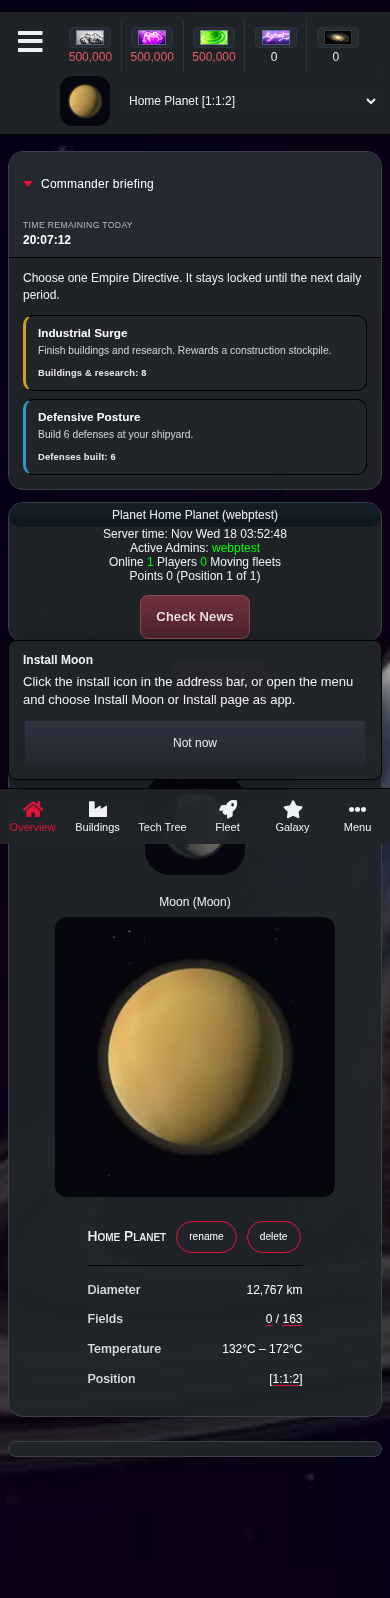 500,000
500,000
500,000
0
0
Home Planet [1:1:2]
Commander briefing
TIME REMAINING TODAY
20:07:12
Choose one Empire Directive. It stays locked until the next daily
period.
Industrial Surge
Finish buildings and research. Rewards a construction stockpile.
Buildings & research: 8
Defensive Posture
Build 6 defenses at your shipyard.
Defenses built: 6
Planet Home Planet (webptest)
Server time: Nov Wed 18 03:52:48
Active Admins: webptest
Online 1 Players 0 Moving fleets
Points 0 (Position 1 of 1)
Check News
Install Moon
Click the install icon in the address bar, or open the menu
and choose Install Moon or Install page as app.
Not now
Overview
Buildings
Tech Tree
Fleet
Galaxy
Menu
Moon (Moon)
Home Planet
rename
delete
Diameter 12,767 km
Fields 0 / 163
Temperature 132°C – 172°C
Position [1:1:2]